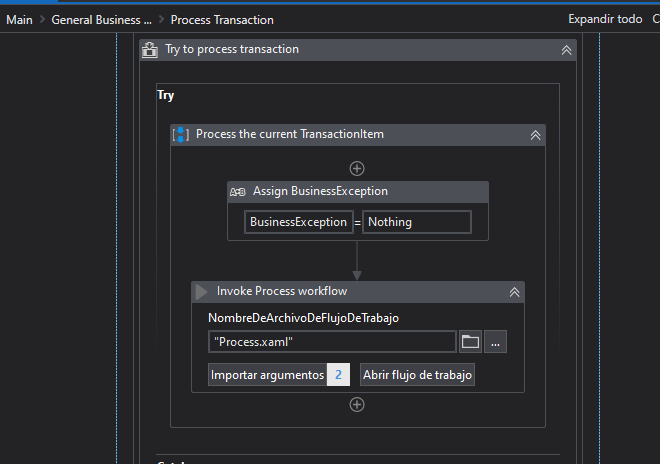 Main > General Business ... > Process Transaction Expandir todo C
Try to process transaction
Try
Process the current TransactionItem
A+B Assign BusinessException
BusinessException = Nothing
Invoke Process workflow
NombreDeArchivoDeFlujoDeTrabajo
"Process.xaml" ...
Importar argumentos 2 Abrir flujo de trabajo